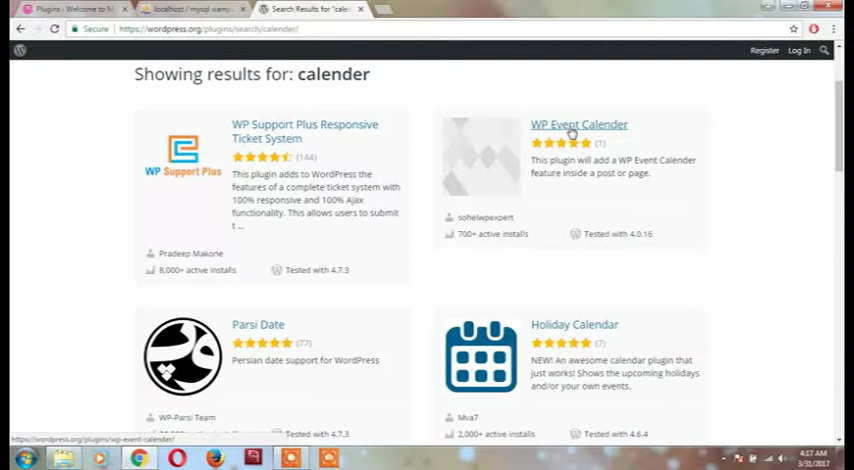 Plugins ‹ Welcome to M
localhost / mysql wamp
Search Results for "calen
Secure
https://wordpress.org/plugins/search/calender/
Register
Log In
Showing results for: calender
WP Support Plus Responsive
Ticket System
(144)
This plugin adds to WordPress the
features of a complete ticket system with
100% responsive and 100% Ajax
functionality. This allows users to submit
t ...
WP Support Plus
Pradeep Makone
8,000+ active installs
Tested with 4.7.3
WP Event Calender
(1)
This plugin will add a WP Event Calender
feature inside a post or page.
sohelwpexpert
700+ active installs
Tested with 4.0.16
Parsi Date
(77)
Persian date support for WordPress
WP-Parsi Team
active installs
Tested with 4.7.3
Holiday Calendar
(7)
NEW! An awesome calendar plugin that
just works! Shows the upcoming holidays
and/or your own events.
Mva7
2,000+ active installs
Tested with 4.6.4
https://wordpress.org/plugins/wp-event-calender/
4:17 AM
3/31/2017